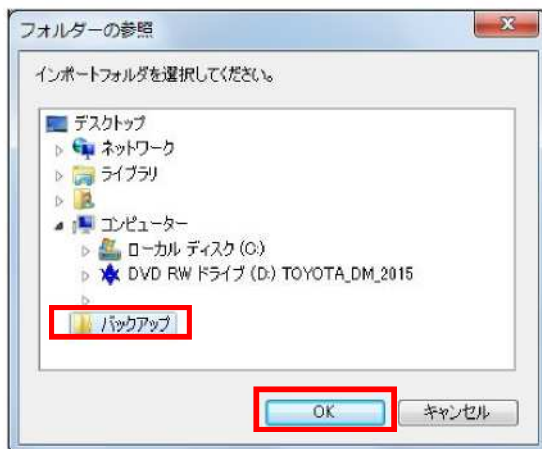 フォルダーの参照
インポートフォルダを選択してください。
デスクトップ
ネットワーク
ライブラリ
コンピューター
ローカル ディスク (C:)
DVD RW ドライブ (D:) TOYOTA_DM_2015
バックアップ
OK
キャンセル